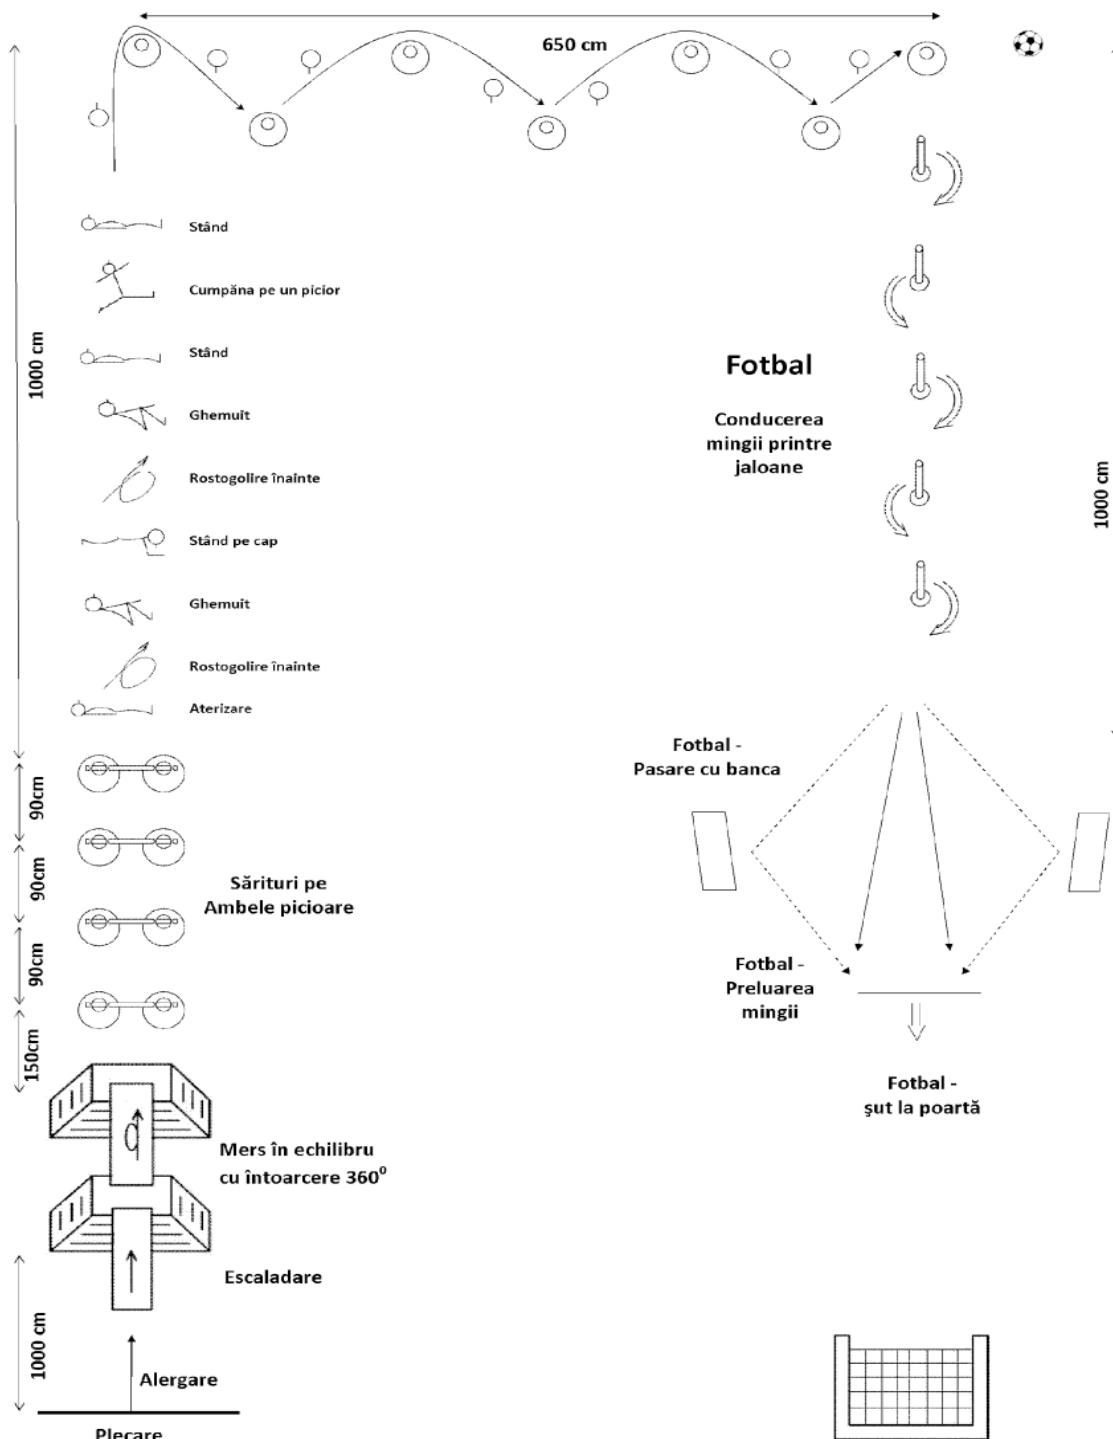 650 cm
Stând
Cumpăna pe un picior
Stând
Ghemuit
Rostogolire înainte
Stând pe cap
Ghemuit
Rostogolire înainte
Aterizare
1000 cm
90cm
90cm
90cm
150cm
1000 cm
Sărituri pe
Ambele picioare
Mers în echilibru
cu întoarcere 360⁰
Escaladare
Alergare
Plecare
Fotbal
Conducerea
mingii printre
jaloane
1000 cm
Fotbal -
Pasare cu banca
Fotbal -
Preluarea
mingii
Fotbal -
şut la poartă